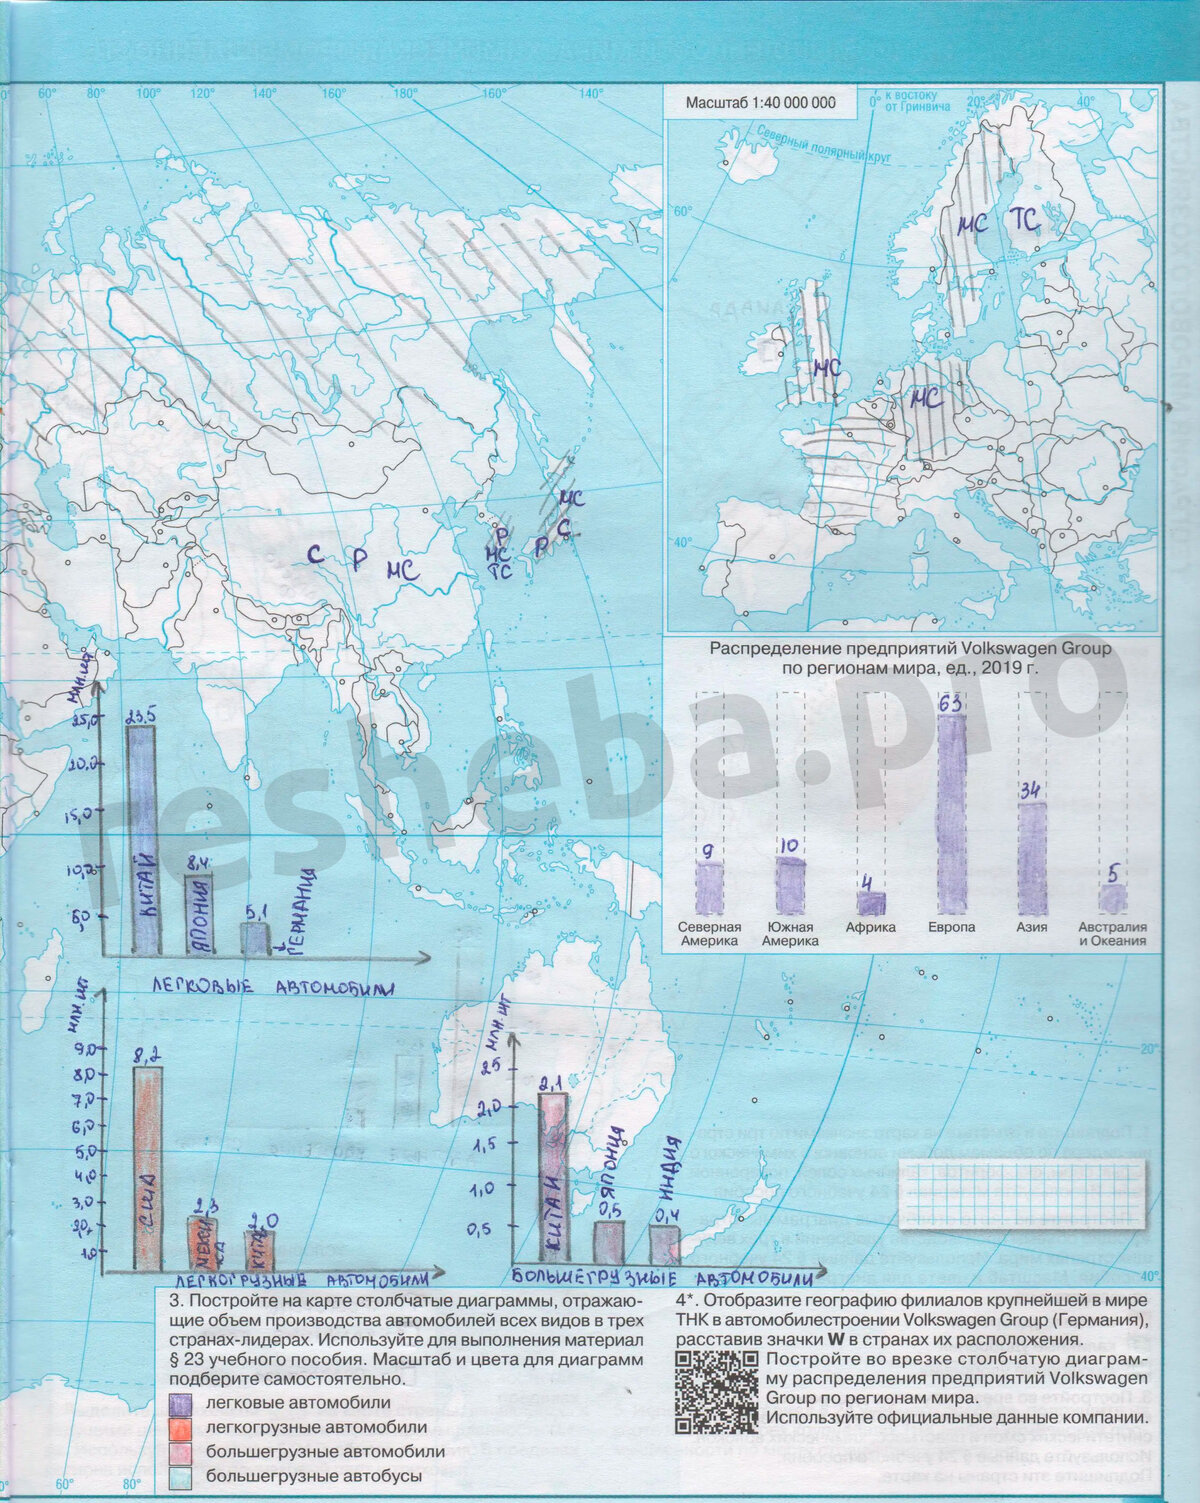 60° 80° 100° 120° 140° 160° 180° 160° 140°
Масштаб 1:40 000 000
0° к востоку от Гринвича 20° 40°
Северный полярный круг
60°
МС ТС
МС
МС
40°
МС
С
Р
Р
МС
ТС
С Р МС
Распределение предприятий Volkswagen Group
по регионам мира, ед., 2019 г.
9 10 4 63 34 5
Северная Америка
Южная Америка
Африка
Европа
Азия
Австралия и Океания
млн.шт
25,0
20,0
15,0
10,0
5,0
23,5
8,4
5,1
КИТАЙ
ЯПОНИЯ
ГЕРМАНИЯ
ЛЕГКОВЫЕ АВТОМОБИЛИ
млн.шт
9,0
8,0
7,0
6,0
5,0
4,0
3,0
2,0
1,0
8,2
2,3
2,0
США
МЕКСИКА
КИТАЙ
ЛЕГКОГРУЗНЫЕ АВТОМОБИЛИ
млн.шт
25
2,0
1,5
1,0
0,5
2,1
0,5
0,4
КИТАЙ
ЯПОНИЯ
ИНДИЯ
БОЛЬШЕГРУЗНЫЕ АВТОМОБИЛИ
20°
40°
3. Постройте на карте столбчатые диаграммы, отражаю-
щие объем производства автомобилей всех видов в трех
странах-лидерах. Используйте для выполнения материал
§ 23 учебного пособия. Масштаб и цвета для диаграмм
подберите самостоятельно.
легковые автомобили
легкогрузные автомобили
большегрузные автомобили
большегрузные автобусы
4*. Отобразите географию филиалов крупнейшей в мире
ТНК в автомобилестроении Volkswagen Group (Германия),
расставив значки W в странах их расположения.
Постройте во врезке столбчатую диаграм-
му распределения предприятий Volkswagen
Group по регионам мира.
Используйте официальные данные компании.
60° 80°
resheba.pro